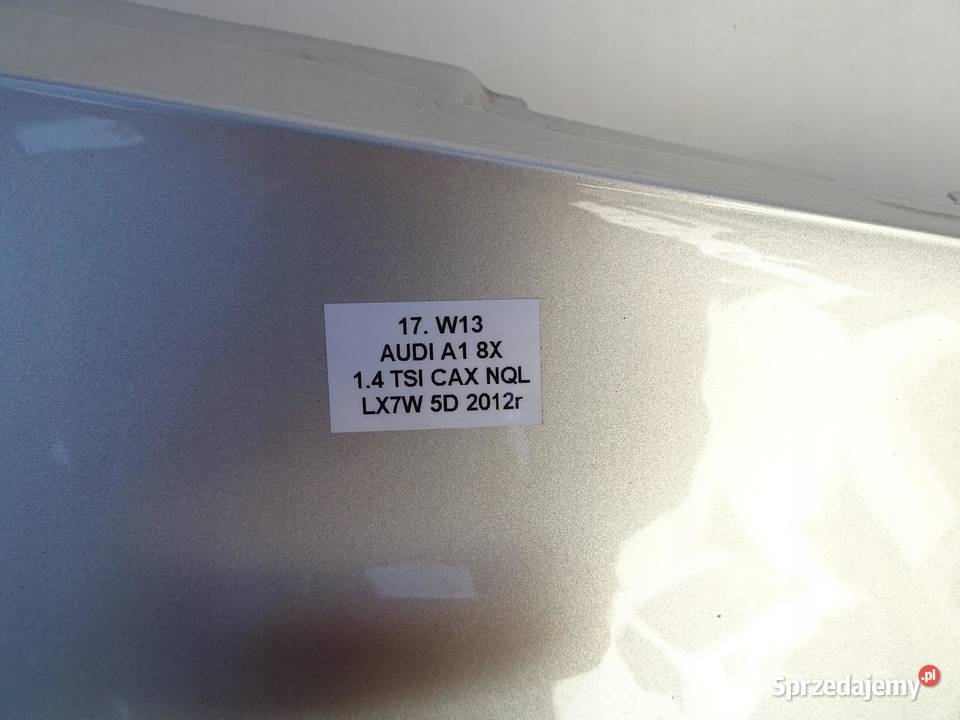 17. W13
AUDI A1 8X
1.4 TSI CAX NQL
LX7W 5D 2012r
Sprzedajemy.pl